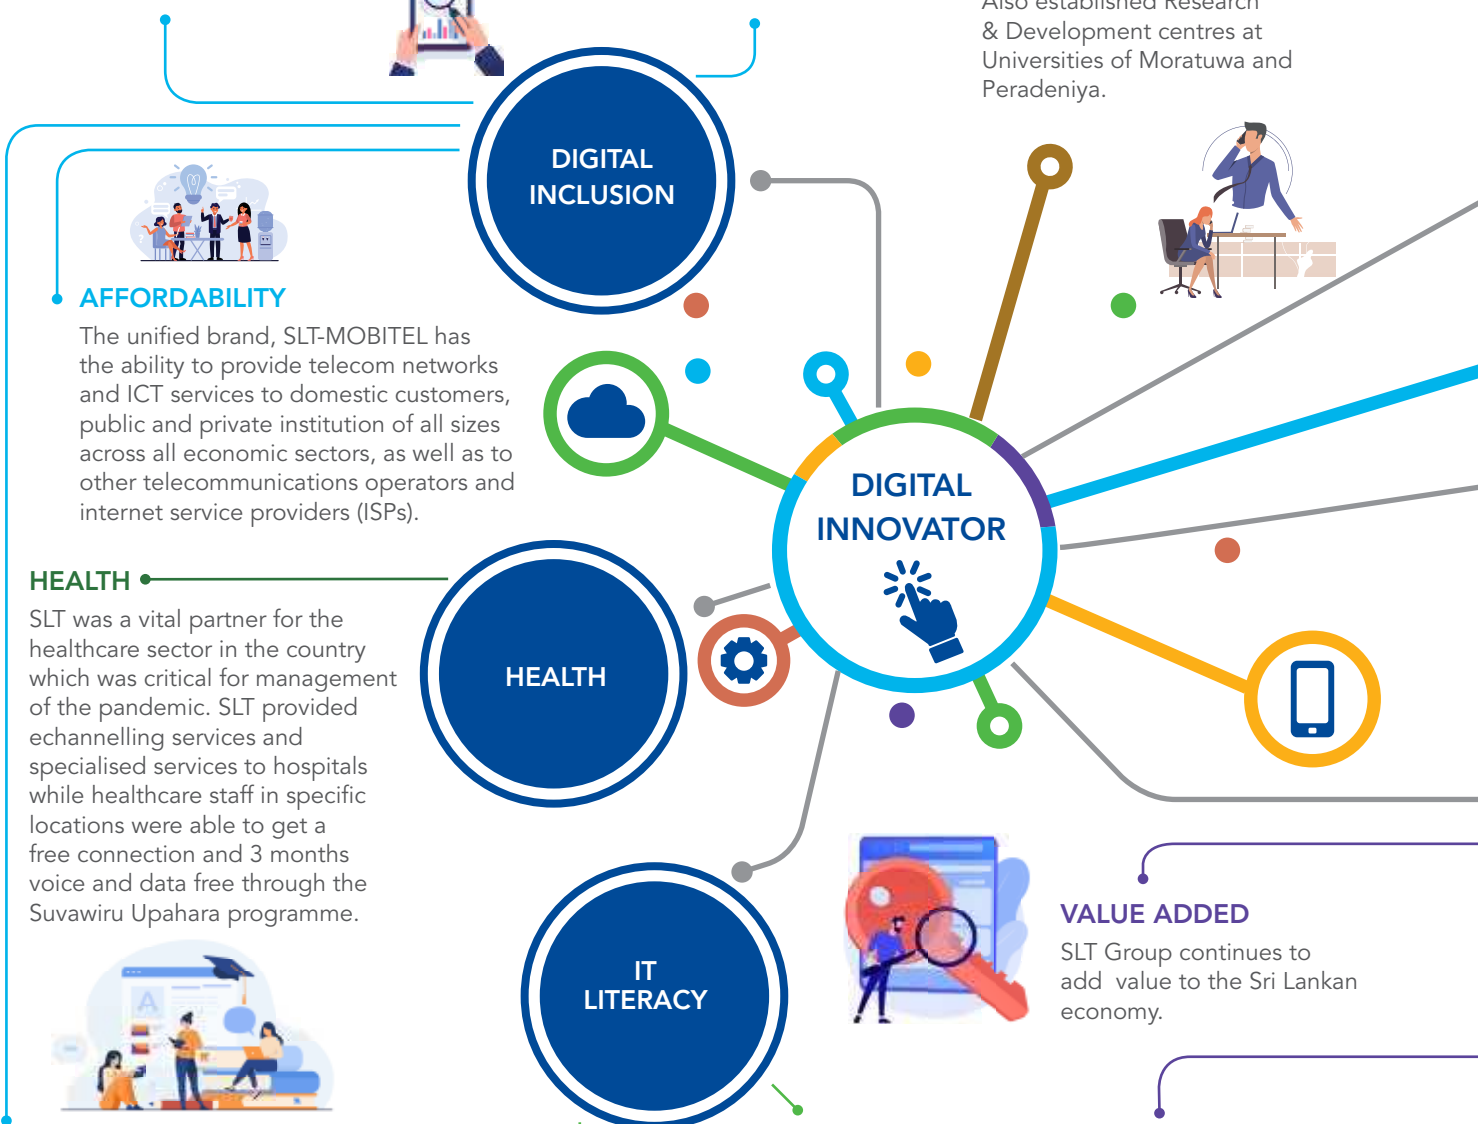 Also established Research
& Development centres at
Universities of Moratuwa and
Peradeniya.
DIGITAL
INCLUSION
AFFORDABILITY
The unified brand, SLT-MOBITEL has
the ability to provide telecom networks
and ICT services to domestic customers,
public and private institution of all sizes
across all economic sectors, as well as to
other telecommunications operators and
internet service providers (ISPs).
DIGITAL
INNOVATOR
HEALTH
SLT was a vital partner for the
healthcare sector in the country
which was critical for management
of the pandemic. SLT provided
echannelling services and
specialised services to hospitals
while healthcare staff in specific
locations were able to get a
free connection and 3 months
voice and data free through the
Suvawiru Upahara programme.
HEALTH
IT
LITERACY
VALUE ADDED
SLT Group continues to
add  value to the Sri Lankan
economy.
A